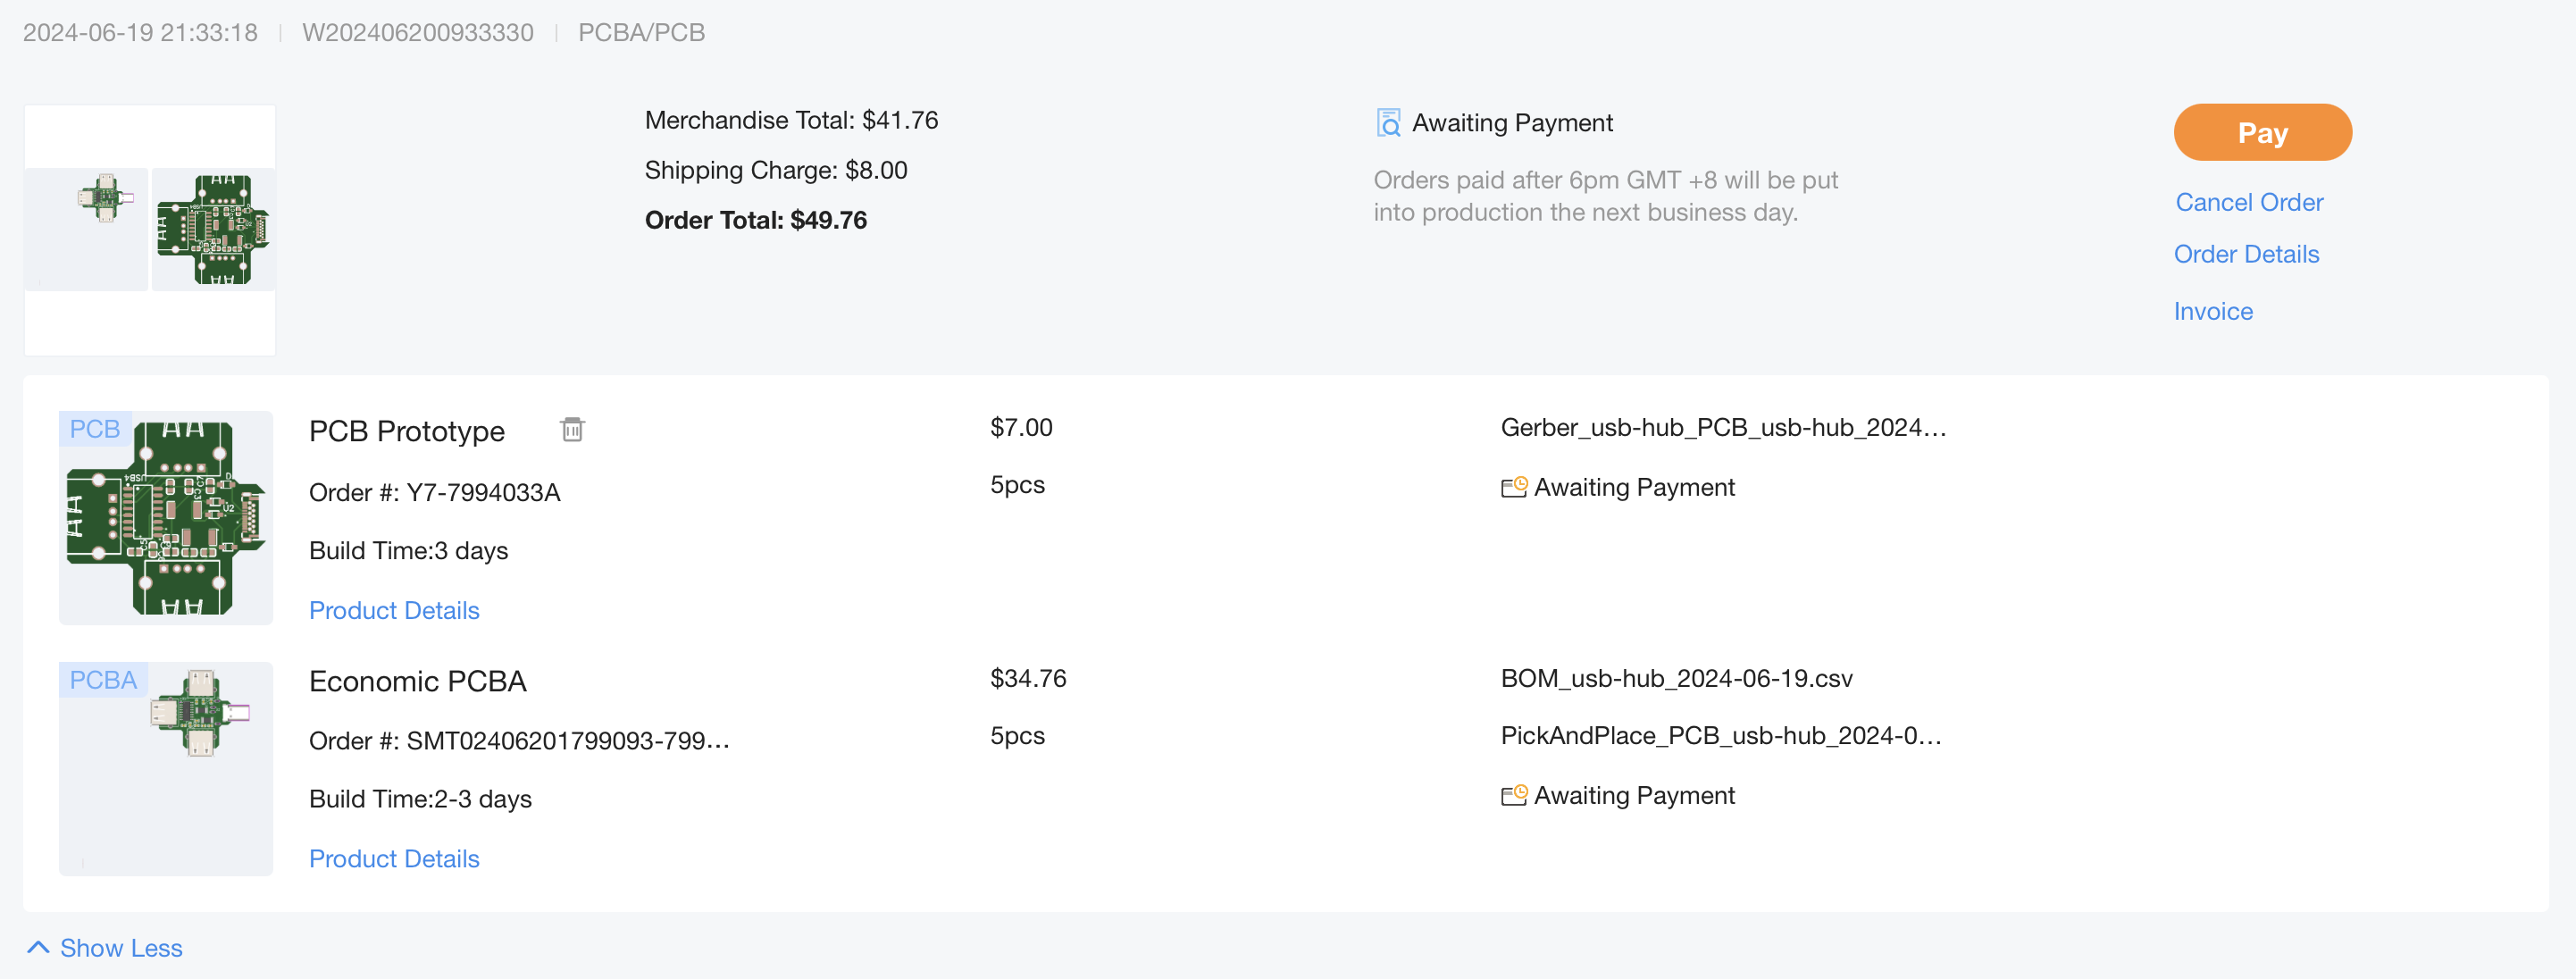 2024-06-19 21:33:18 | W202406200933330 | PCBA/PCB
Merchandise Total: $41.76
Shipping Charge: $8.00
Order Total: $49.76
Awaiting Payment
Orders paid after 6pm GMT +8 will be put
into production the next business day.
Pay
Cancel Order
Order Details
Invoice
PCB
PCB Prototype
Order #: Y7-7994033A
Build Time:3 days
Product Details
$7.00
5pcs
Gerber_usb-hub_PCB_usb-hub_2024...
Awaiting Payment
USB4
U2
PCBA
Economic PCBA
Order #: SMT02406201799093-799...
Build Time:2-3 days
Product Details
$34.76
5pcs
BOM_usb-hub_2024-06-19.csv
PickAndPlace_PCB_usb-hub_2024-0...
Awaiting Payment
Show Less